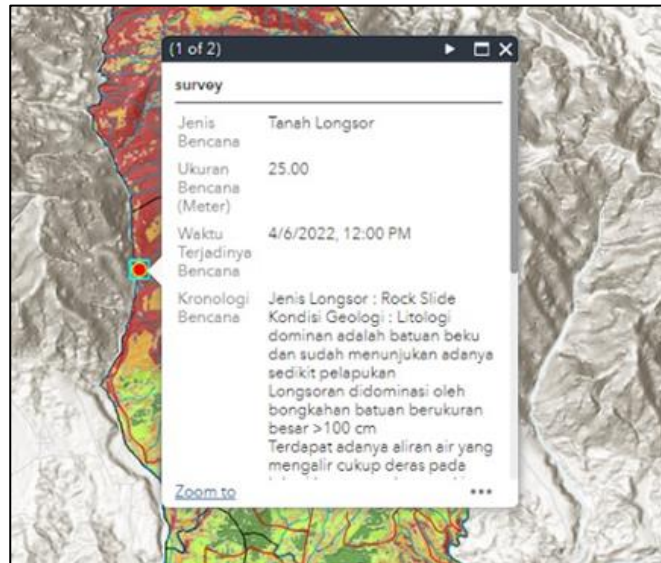 (1 of 2)
survey
Jenis Bencana
Tanah Longsor
Ukuran Bencana (Meter)
25.00
Waktu Terjadinya Bencana
4/6/2022, 12:00 PM
Kronologi Bencana
Jenis Longsor : Rock Slide
Kondisi Geologi : Litologi
dominan adalah batuan beku
dan sudah menunjukan adanya
sedikit pelapukan
Longsoran didominasi oleh
bongkahan batuan berukuran
besar >100 cm
Terdapat adanya aliran air yang
mengalir cukup deras pada
Zoom to